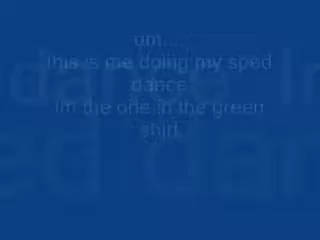 um.....
This is me doing my sped
dance
Im the one in the green
shirt